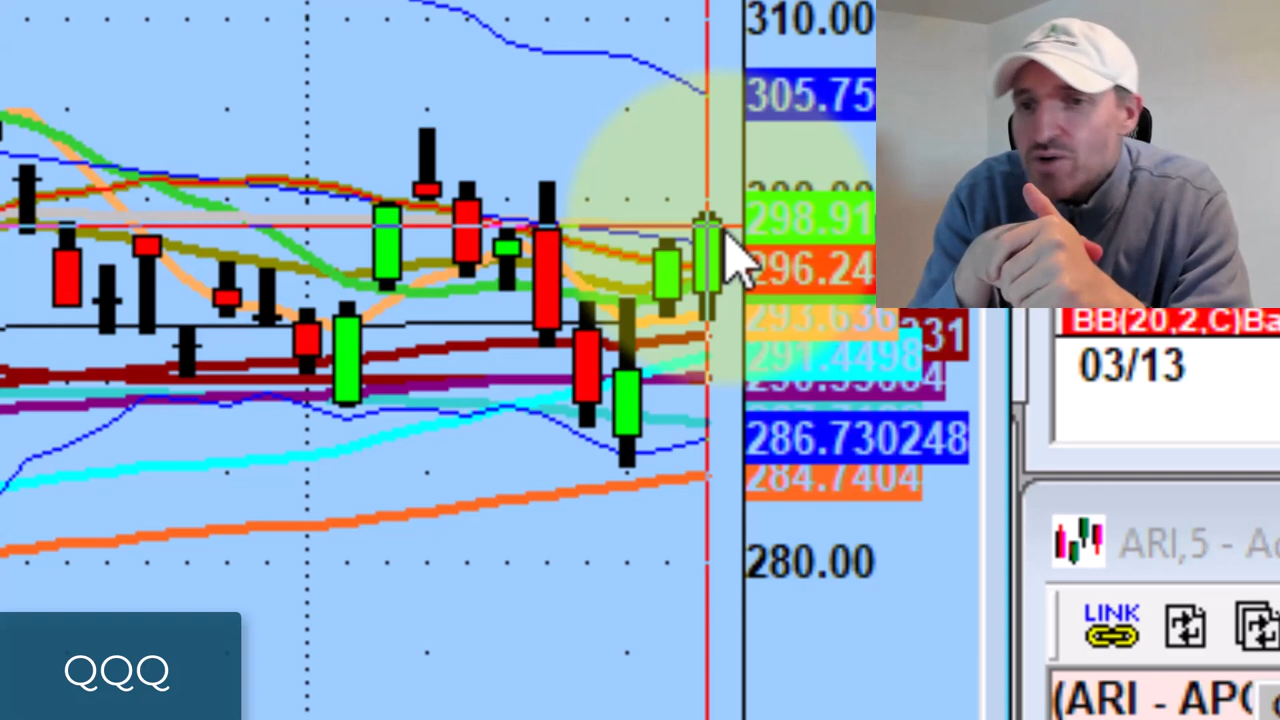 310.00
305.75
298.91
296.24
293.636
291.4498
286.730248
284.7404
280.00
BB(20,2,C)Ba
03/13
ARI,5 - A
LINK
(ARI - AP
QQQ